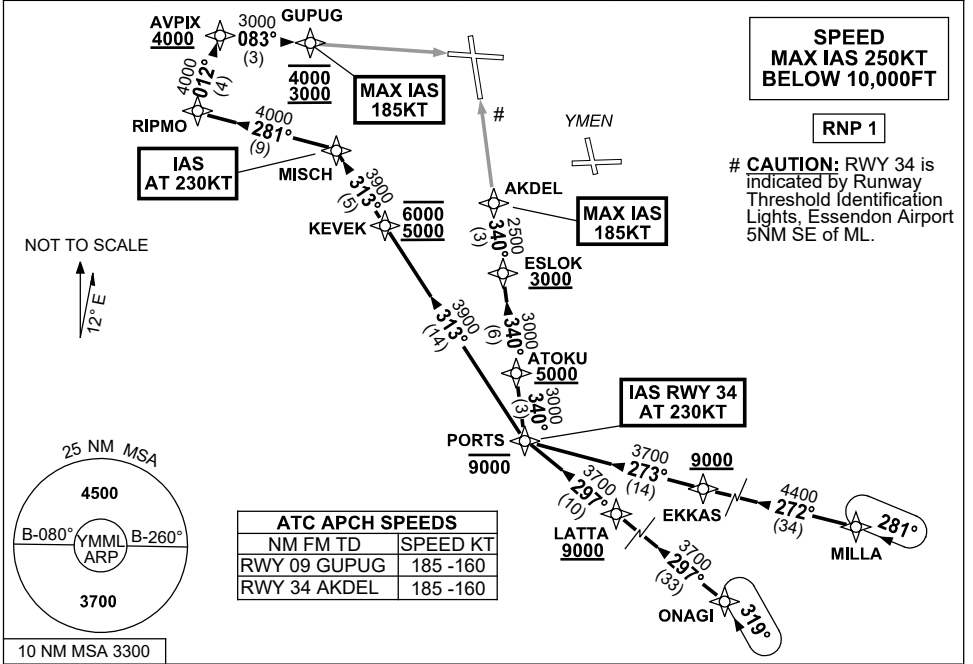 AVPIX
4000
3000
083°
(3)
GUPUG
4000
3000
MAX IAS
185KT
SPEED
MAX IAS 250KT
BELOW 10,000FT
RNP 1
# CAUTION: RWY 34 is
indicated by Runway
Threshold Identification
Lights, Essendon Airport
5NM SE of ML.
4000
012°
(4)
RIPMO
4000
281°
(9)
IAS
AT 230KT
MISCH
#
YMEN
3900
313°
(5)
KEVEK
6000
5000
AKDEL
MAX IAS
185KT
2500
340°
(3)
ESLOK
3000
NOT TO SCALE
12° E
3900
313°
(14)
3000
340°
(6)
ATOKU
5000
3000
340°
(3)
IAS RWY 34
AT 230KT
PORTS
9000
3700
273°
(14)
9000
EKKAS
4400
272°
(34)
281°
MILLA
3700
297°
(10)
LATTA
9000
3700
297°
(33)
ONAGI
319°
25 NM MSA
4500
B-080°
YMML
ARP
B-260°
3700
10 NM MSA 3300
ATC APCH SPEEDS
NM FM TD SPEED KT
RWY 09 GUPUG 185 -160
RWY 34 AKDEL 185 -160